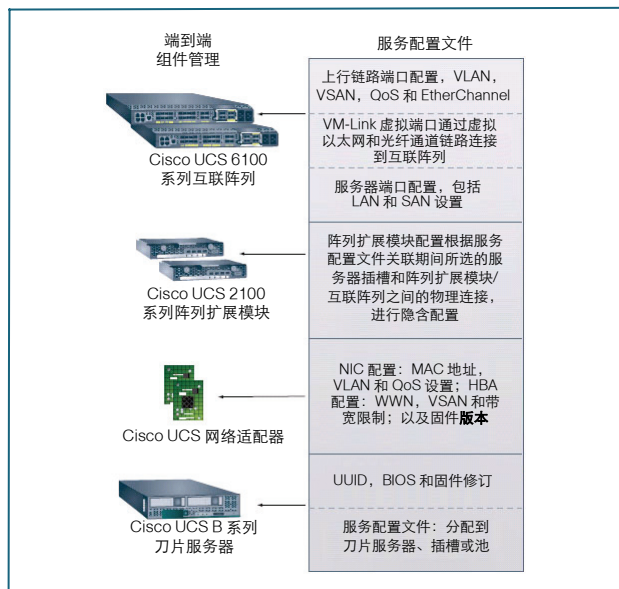 端到端
组件管理
服务配置文件
上行链路端口配置，VLAN，
VSAN，QoS 和 EtherChannel
VM-Link 虚拟端口通过虚拟
以太网和光纤通道链路连接
到互联阵列
Cisco UCS 6100
系列互联阵列
服务器端口配置，包括
LAN 和 SAN 设置
阵列扩展模块配置根据服务
配置文件关联期间所选的服
务器插槽和阵列扩展模块/
互联阵列之间的物理连接，
进行隐含配置
Cisco UCS 2100
系列阵列扩展模块
NIC 配置：MAC 地址，
VLAN 和 QoS 设置；HBA
配置：WWN，VSAN 和带
宽限制；以及固件版本
Cisco UCS 网络适配器
UUID，BIOS 和固件修订
Cisco UCS B 系列
刀片服务器
服务配置文件：分配到
刀片服务器、插槽或池